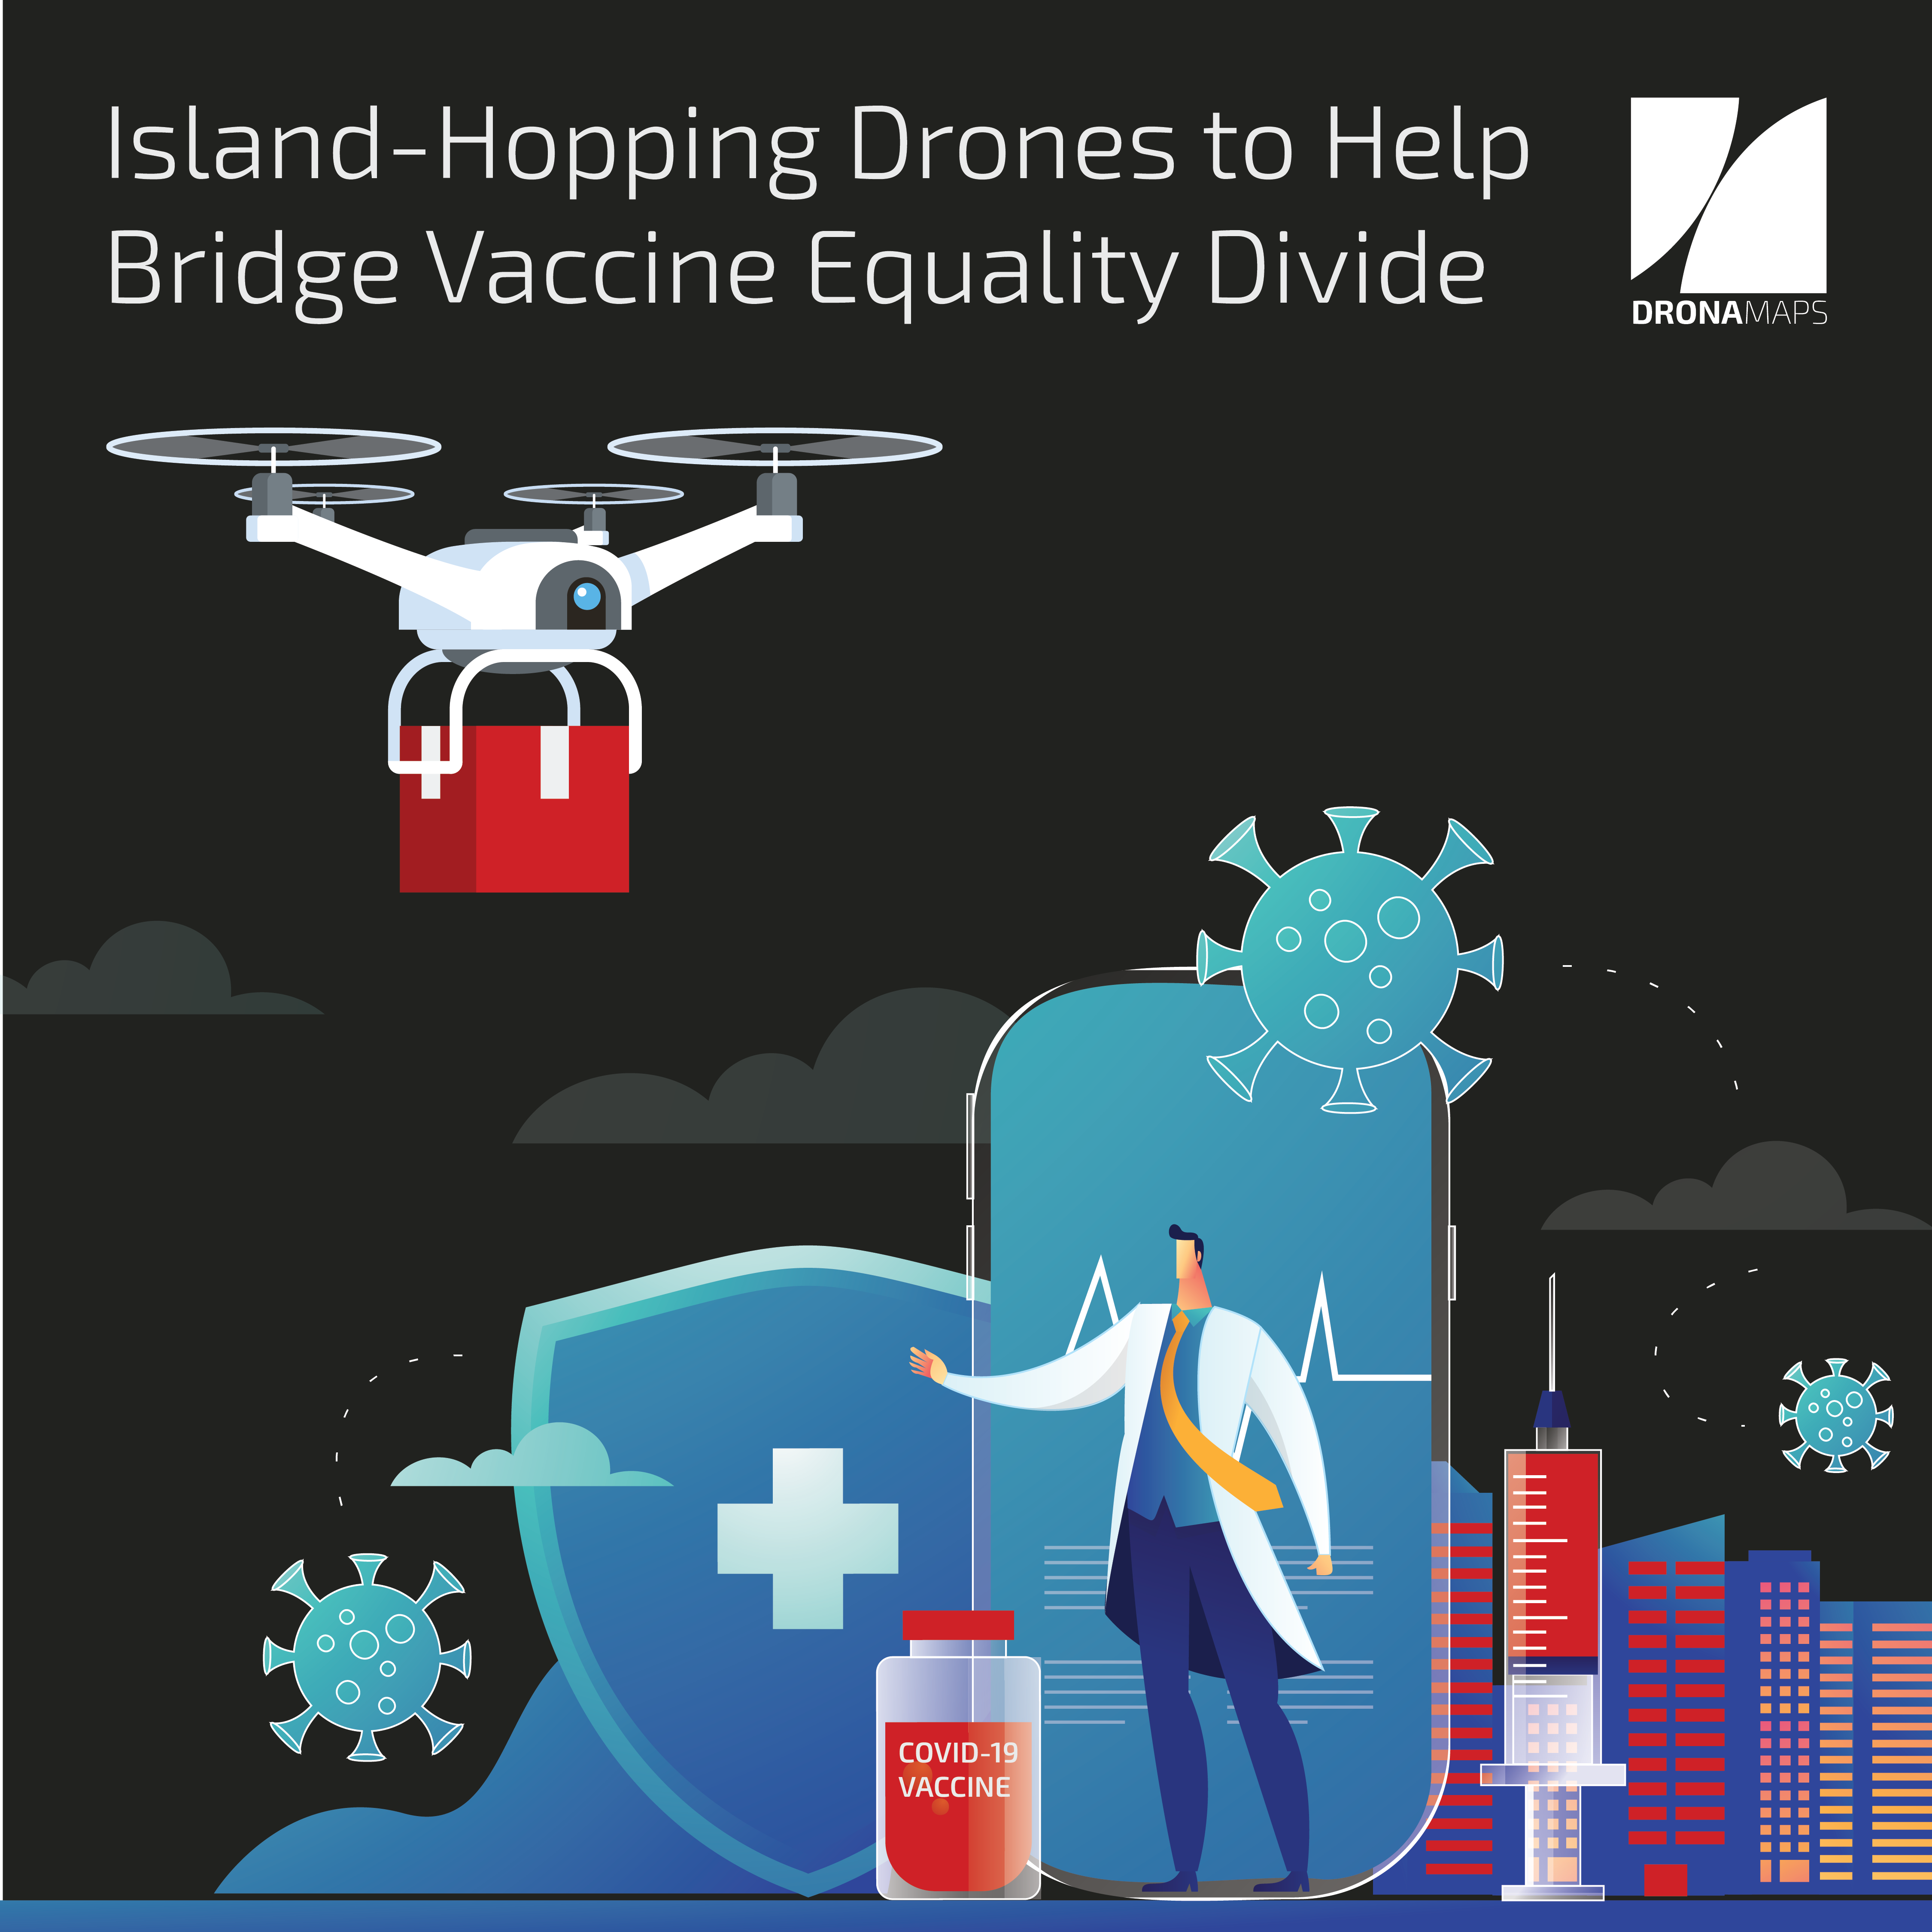 Island-Hopping Drones to Help
Bridge Vaccine Equality Divide
DRONAMAPS
COVID-19
VACCINE